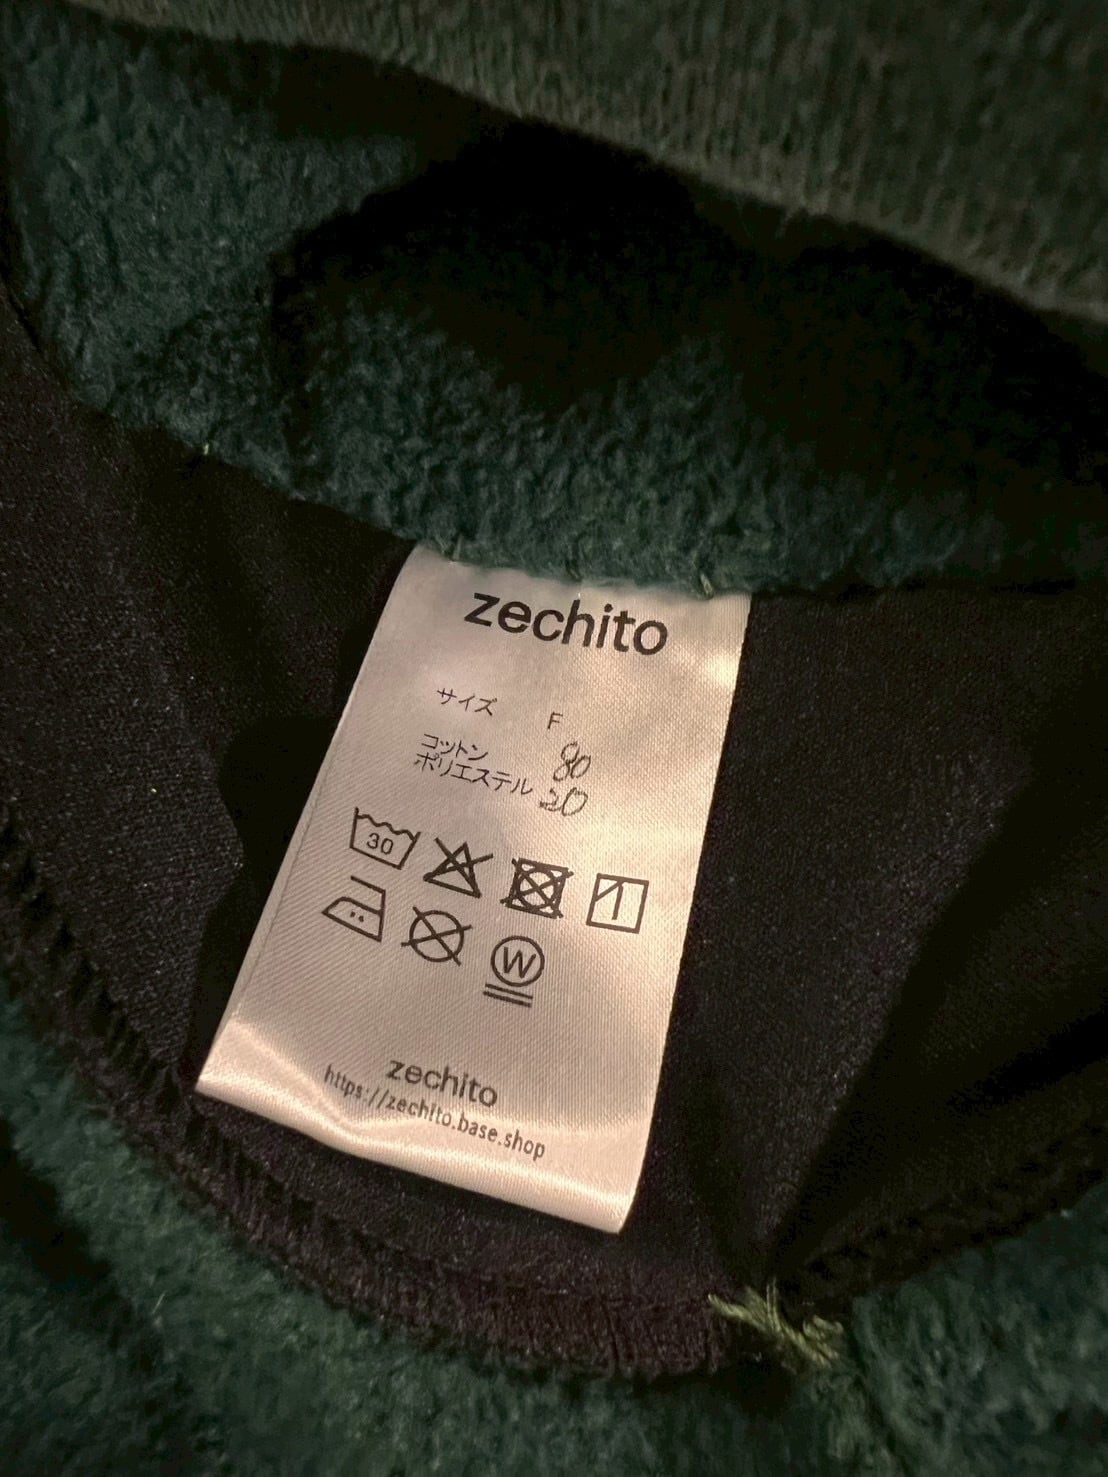 zechito
サイズ F
コットン 80
ポリエステル 20
30
W
zechito
https://zechito.base.shop